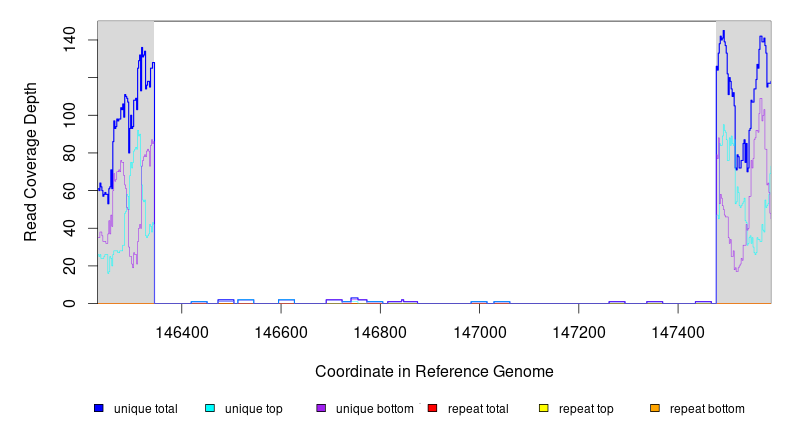 Read Coverage Depth
140
100
80
60
40
20
0
146400 146600 146800 147000 147200 147400
Coordinate in Reference Genome
unique total unique top unique bottom repeat total repeat top repeat bottom